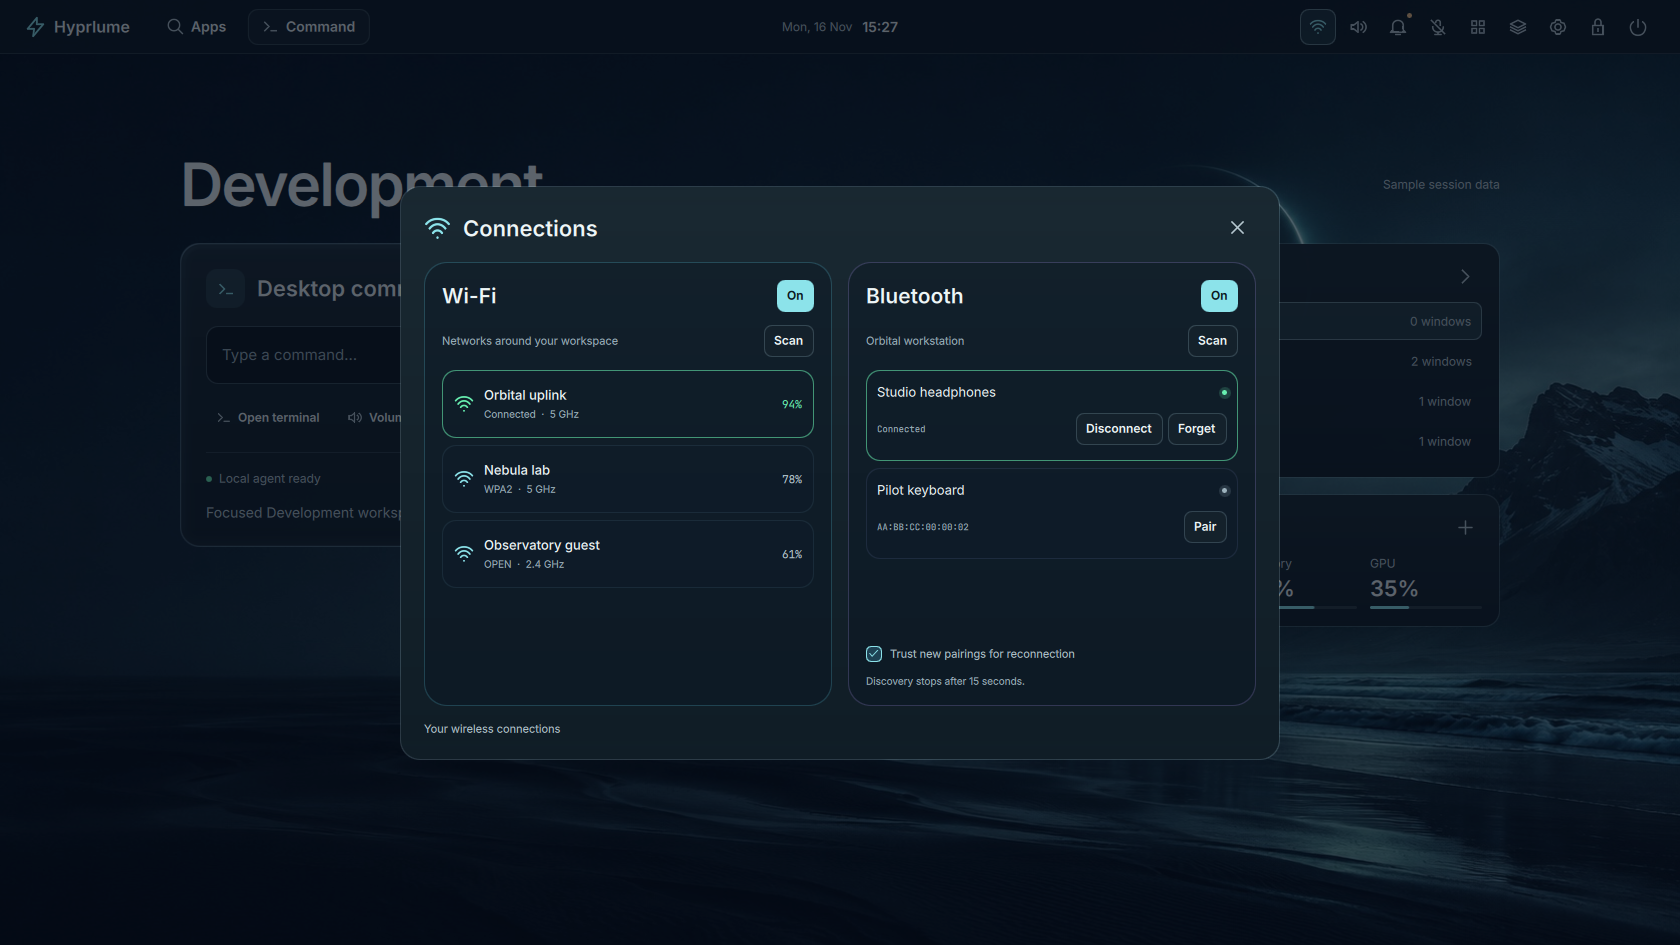 Hyprlume
Apps
Command
Mon, 16 Nov 15:27
Development
Sample session data
Desktop com
Type a command...
Open terminal
Local agent ready
Focused Development
0 windows
2 windows
1 window
1 window
GPU
%
35%
Connections
Wi-Fi
On
Networks around your workspace
Scan
Orbital uplink
Connected · 5 GHz
94%
Nebula lab
WPA2 · 5 GHz
78%
Observatory guest
OPEN · 2.4 GHz
61%
Bluetooth
On
Orbital workstation
Scan
Studio headphones
Connected
Disconnect
Forget
Pilot keyboard
AA:BB:CC:00:00:02
Pair
Trust new pairings for reconnection
Discovery stops after 15 seconds.
Your wireless connections